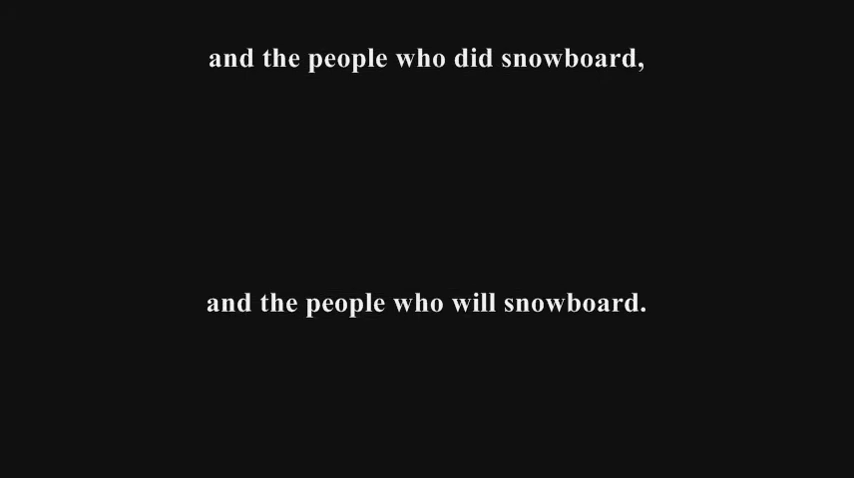 and the people who did snowboard,
and the people who will snowboard.